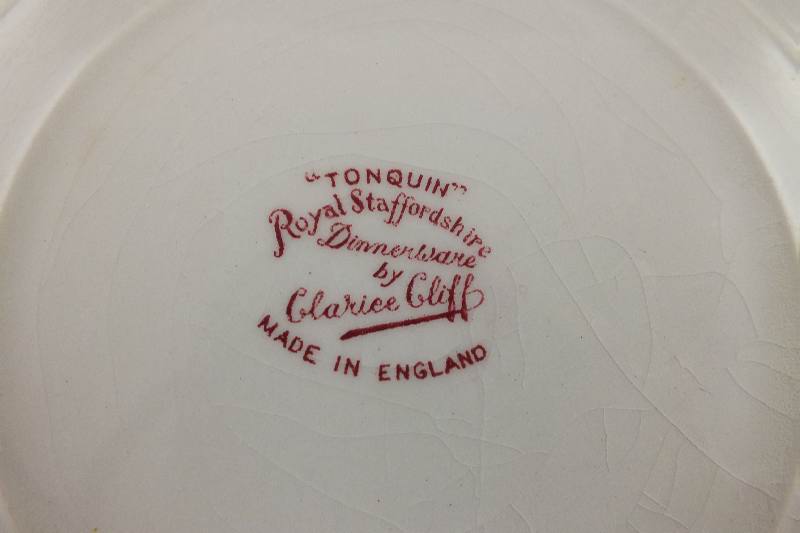 "TONQUIN"
Royal Staffordshire
Dinnerware
by
Clarice Cliff
MADE IN ENGLAND